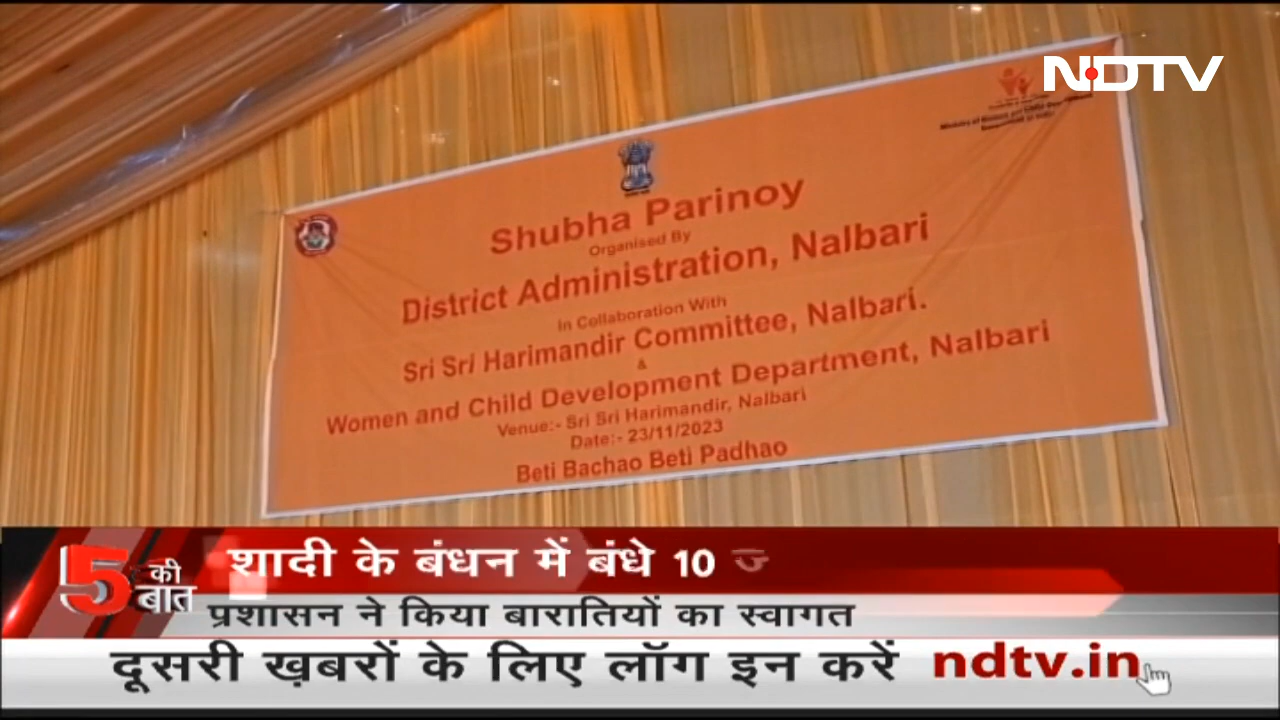 NDTV
Shubha Parinoy
Organised By
District Administration, Nalbari
In Collaboration With
Sri Sri Harimandir Committee, Nalbari.
&
Women and Child Development Department, Nalbari
Venue:- Sri Sri Harimandir, Nalbari
Date:- 23/11/2023
Beti Bachao Beti Padhao
5 की बात
शादी के बंधन में बंधे 10
प्रशासन ने किया बारातियों का स्वागत
दूसरी ख़बरों के लिए लॉग इन करें ndtv.in